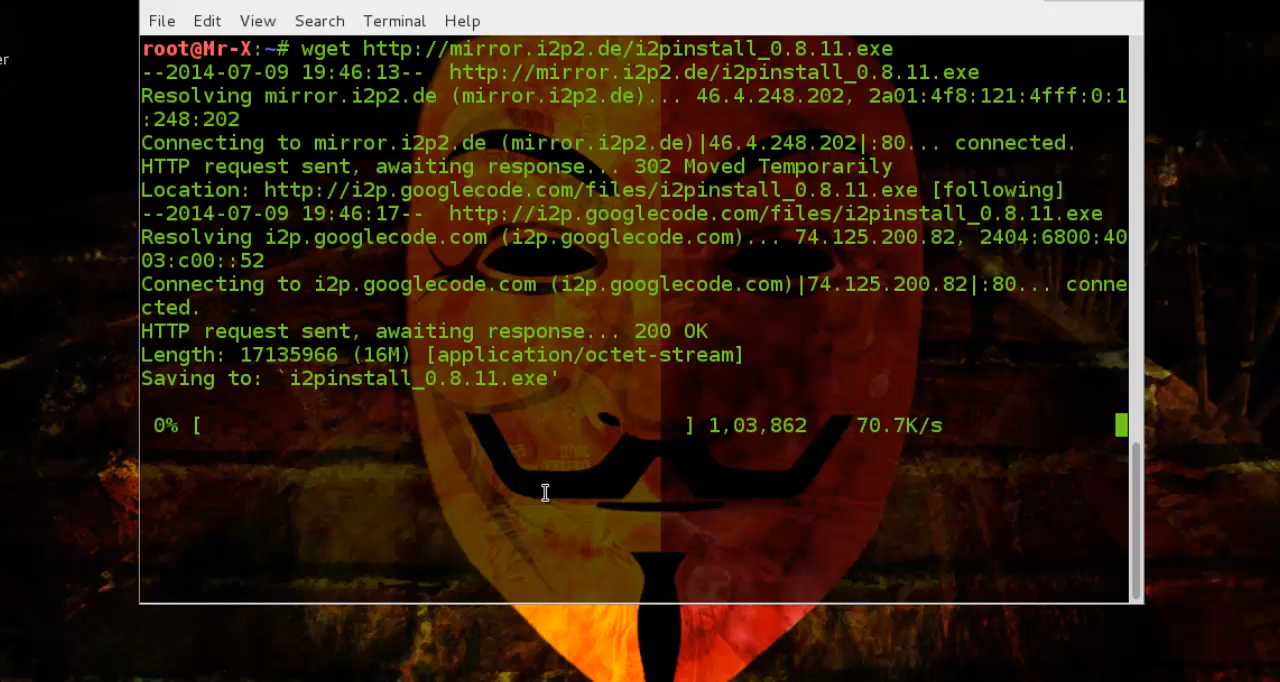 File Edit View Search Terminal Help
er
root@Mr-X:~# wget http://mirror.i2p2.de/i2pinstall_0.8.11.exe
--2014-07-09 19:46:13--  http://mirror.i2p2.de/i2pinstall_0.8.11.exe
Resolving mirror.i2p2.de (mirror.i2p2.de)... 46.4.248.202, 2a01:4f8:121:4fff:0:1
:248:202
Connecting to mirror.i2p2.de (mirror.i2p2.de)|46.4.248.202|:80... connected.
HTTP request sent, awaiting response... 302 Moved Temporarily
Location: http://i2p.googlecode.com/files/i2pinstall_0.8.11.exe [following]
--2014-07-09 19:46:17--  http://i2p.googlecode.com/files/i2pinstall_0.8.11.exe
Resolving i2p.googlecode.com (i2p.googlecode.com)... 74.125.200.82, 2404:6800:40
03:c00::52
Connecting to i2p.googlecode.com (i2p.googlecode.com)|74.125.200.82|:80... conne
cted.
HTTP request sent, awaiting response... 200 OK
Length: 17135966 (16M) [application/octet-stream]
Saving to: `i2pinstall_0.8.11.exe'
0% [                                       ] 1,03,862    70.7K/s